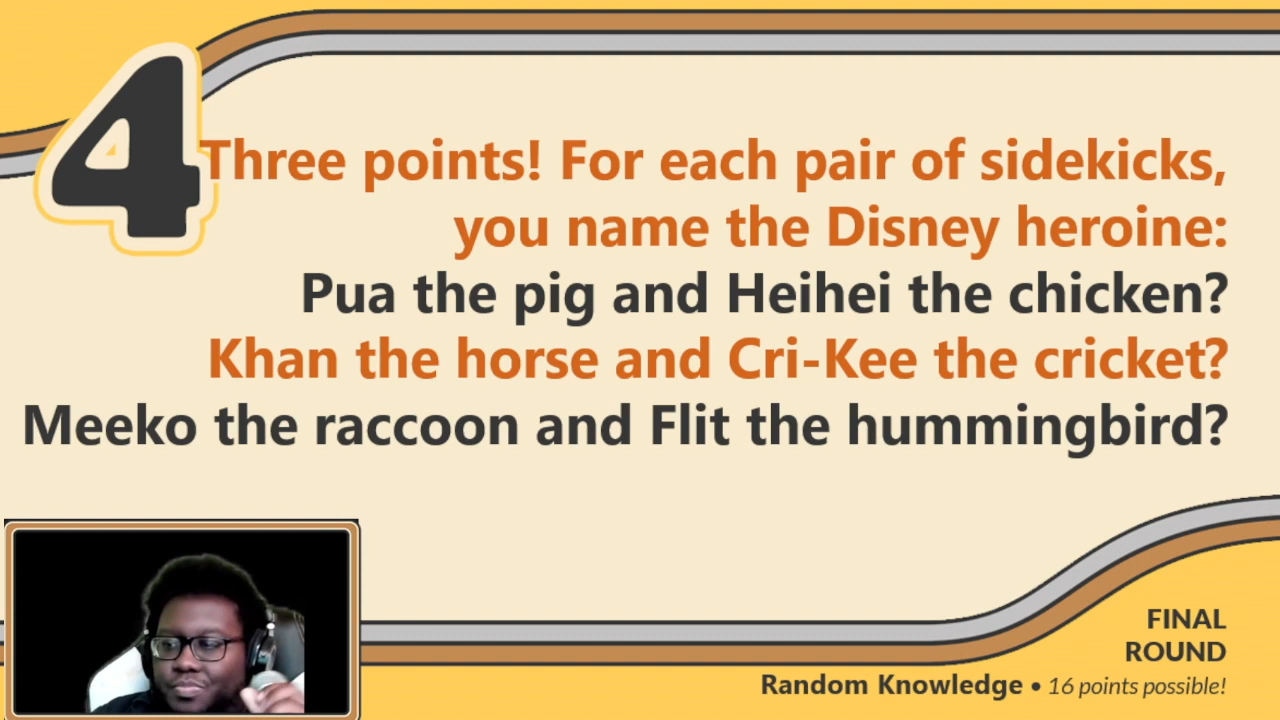 4
Three points! For each pair of sidekicks,
you name the Disney heroine:
Pua the pig and Heihei the chicken?
Khan the horse and Cri-Kee the cricket?
Meeko the raccoon and Flit the hummingbird?
FINAL
ROUND
Random Knowledge • 16 points possible!